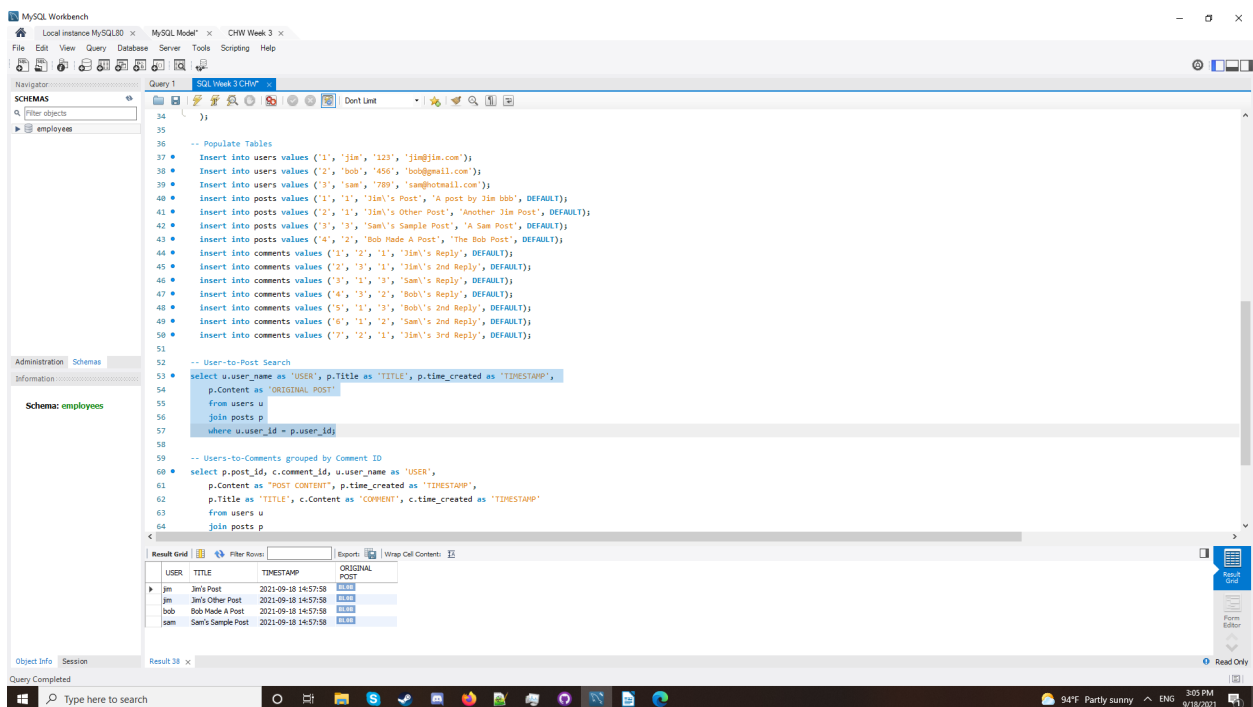 MySQL Workbench
Local instance MySQL80 × MySQL Model* × CHW Week 3 ×
File Edit View Query Database Server Tools Scripting Help
Navigator
Query 1 SQL Week 3 CHW* ×
SCHEMAS
Filter objects
employees
Don't Limit
34 );
35
36 -- Populate Tables
37 Insert into users values ('1', 'jim', '123', 'jim@jim.com');
38 Insert into users values ('2', 'bob', '456', 'bob@gmail.com');
39 Insert into users values ('3', 'sam', '789', 'sam@hotmail.com');
40 insert into posts values ('1', '1', 'Jim\'s Post', 'A post by Jim bbb', DEFAULT);
41 insert into posts values ('2', '1', 'Jim\'s Other Post', 'Another Jim Post', DEFAULT);
42 insert into posts values ('3', '3', 'Sam\'s Sample Post', 'A Sam Post', DEFAULT);
43 insert into posts values ('4', '2', 'Bob Made A Post', 'The Bob Post', DEFAULT);
44 insert into comments values ('1', '2', '1', 'Jim\'s Reply', DEFAULT);
45 insert into comments values ('2', '3', '1', 'Jim\'s 2nd Reply', DEFAULT);
46 insert into comments values ('3', '1', '3', 'Sam\'s Reply', DEFAULT);
47 insert into comments values ('4', '3', '2', 'Bob\'s Reply', DEFAULT);
48 insert into comments values ('5', '1', '3', 'Bob\'s 2nd Reply', DEFAULT);
49 insert into comments values ('6', '1', '2', 'Sam\'s 2nd Reply', DEFAULT);
50 insert into comments values ('7', '2', '1', 'Jim\'s 3rd Reply', DEFAULT);
51
52 -- User-to-Post Search
53 select u.user_name as 'USER', p.Title as 'TITLE', p.time_created as 'TIMESTAMP',
54 p.Content as 'ORIGINAL POST'
55 from users u
56 join posts p
57 where u.user_id = p.user_id;
58
59 -- Users-to-Comments grouped by Comment ID
60 select p.post_id, c.comment_id, u.user_name as 'USER',
61 p.Content as "POST CONTENT", p.time_created as 'TIMESTAMP',
62 p.Title as 'TITLE', c.Content as 'COMMENT', c.time_created as 'TIMESTAMP'
63 from users u
64 join posts p
Administration Schemas
Information
Schema: employees
Result Grid Filter Rows: Export: Wrap Cell Content:
USER TITLE TIMESTAMP ORIGINAL POST
jim Jim's Post 2021-09-18 14:57:58 BLOB
jim Jim's Other Post 2021-09-18 14:57:58 BLOB
bob Bob Made A Post 2021-09-18 14:57:58 BLOB
sam Sam's Sample Post 2021-09-18 14:57:58 BLOB
Result Grid
Form Editor
Object Info Session
Result 38 ×
Read Only
Query Completed
Type here to search
94°F Partly sunny ENG
3:05 PM
9/18/2021